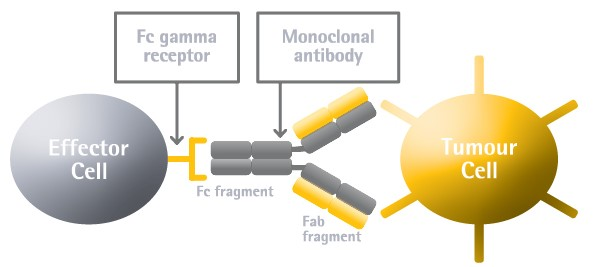 Fc gamma
receptor
Monoclonal
antibody
Effector
Cell
Tumour
Cell
Fc fragment
Fab
fragment